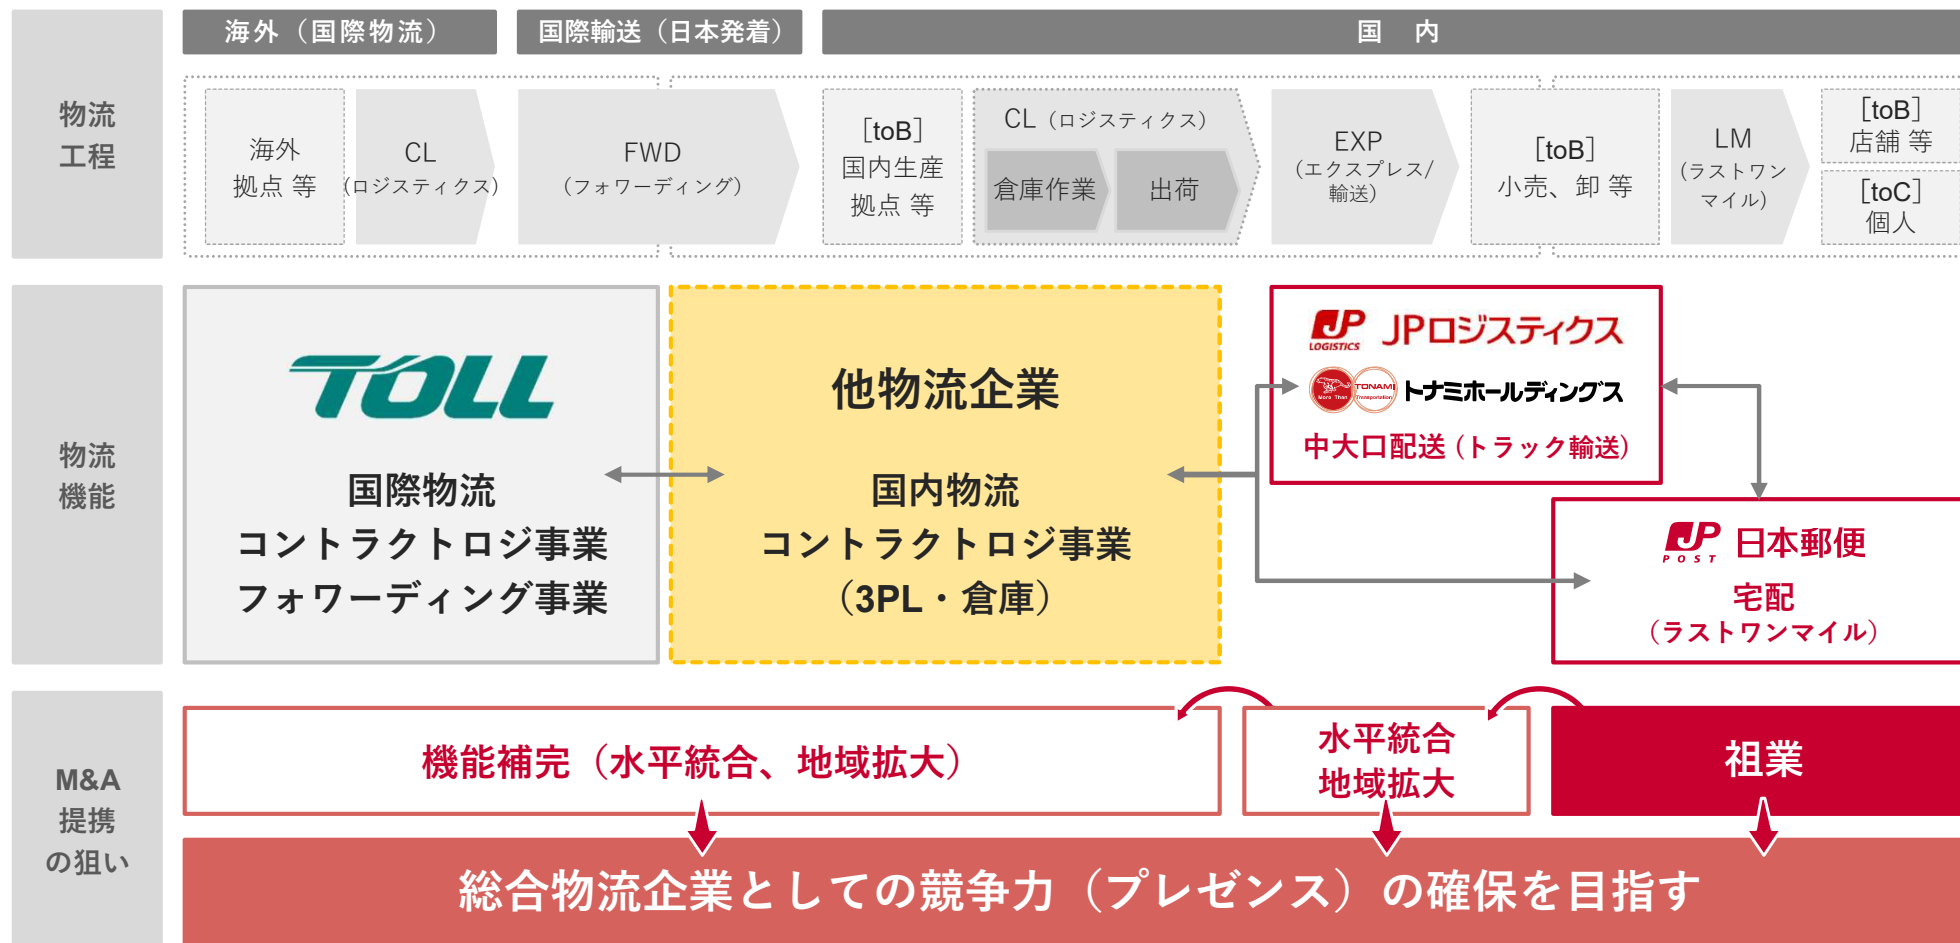 海外（国際物流）
国際輸送（日本発着）
国 内
物流
工程
海外
拠点 等
CL
(ロジスティクス)
FWD
(フォワーディング)
［toB］
国内生産
拠点 等
CL（ロジスティクス）
倉庫作業
出荷
EXP
(エクスプレス/
輸送)
［toB］
小売、卸 等
LM
(ラストワン
マイル)
［toB］
店舗 等
［toC］
個人
物流
機能
TOLL
国際物流
コントラクトロジ事業
フォワーディング事業
他物流企業
国内物流
コントラクトロジ事業
（3PL・倉庫）
JP
LOGISTICS
JPロジスティクス
More Than
TONAMI
Transportation
トナミホールディングス
中大口配送 (トラック輸送)
JP
POST
日本郵便
宅配
（ラストワンマイル）
M&A
提携
の狙い
機能補完（水平統合、地域拡大）
水平統合
地域拡大
祖業
総合物流企業としての競争力（プレゼンス）の確保を目指す